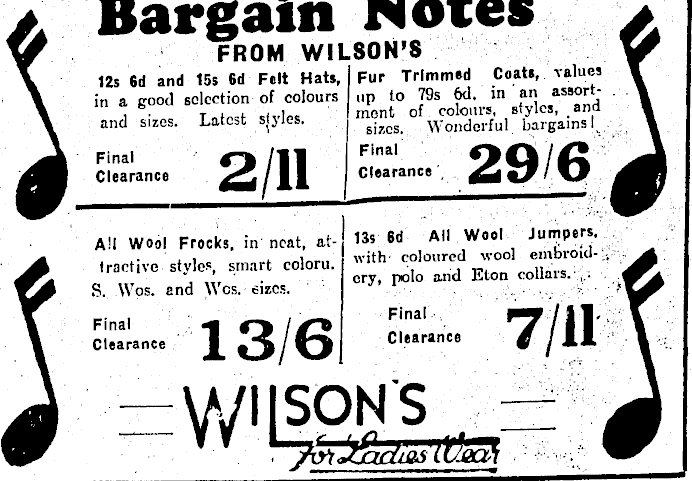 Bargain Notes
FROM WILSON'S
12s 6d and 15s 6d Felt Hats,
in a good selection of colours
and sizes. Latest styles.
Final
Clearance 2/11
Fur Trimmed Coats, values
up to 79s 6d, in an assort-
ment of colours, styles, and
sizes. Wonderful bargains!
Final
Clearance 29/6
All Wool Frocks, in neat, at-
tractive styles, smart coloru.
S. Wos. and Wos. sizes.
Final
Clearance 13/6
13s 6d All Wool Jumpers,
with coloured wool embroid-
ery, polo and Eton collars.
Final
Clearance 7/11
WILSON'S
For Ladies Wear